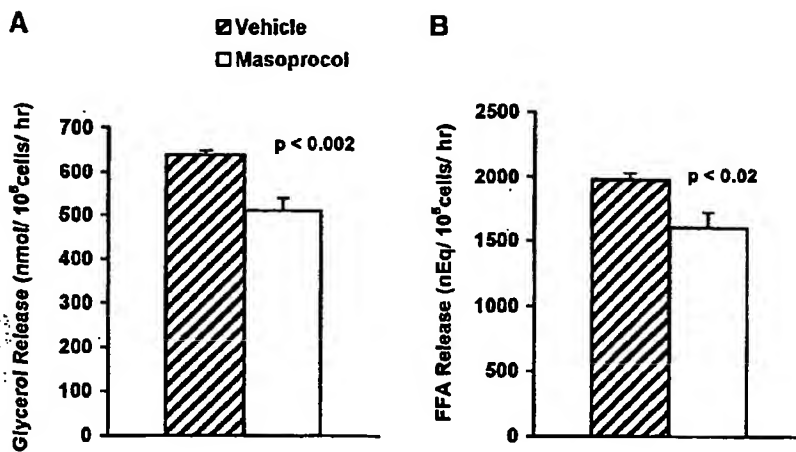 A
Vehicle
Masoprocol
B
Glycerol Release (nmol/ 10⁶cells/ hr)
700
600
500
400
300
200
100
0
p < 0.002
FFA Release (nEq/ 10⁶cells/ hr)
2500
2000
1500
1000
500
0
p < 0.02